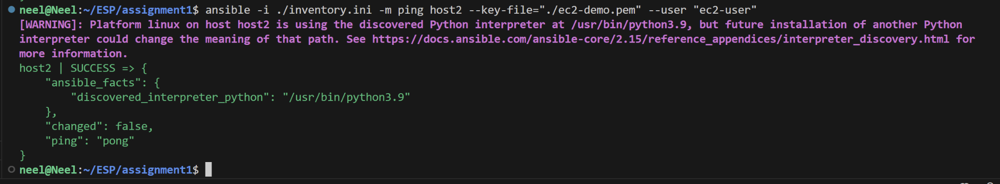 neel@Neel:~/ESP/assignment1$ ansible -i ./inventory.ini -m ping host2 --key-file="./ec2-demo.pem" --user "ec2-user"
[WARNING]: Platform linux on host host2 is using the discovered Python interpreter at /usr/bin/python3.9, but future installation of another Python
interpreter could change the meaning of that path. See https://docs.ansible.com/ansible-core/2.15/reference_appendices/interpreter_discovery.html for
more information.
host2 | SUCCESS => {
    "ansible_facts": {
        "discovered_interpreter_python": "/usr/bin/python3.9"
    },
    "changed": false,
    "ping": "pong"
}
neel@Neel:~/ESP/assignment1$